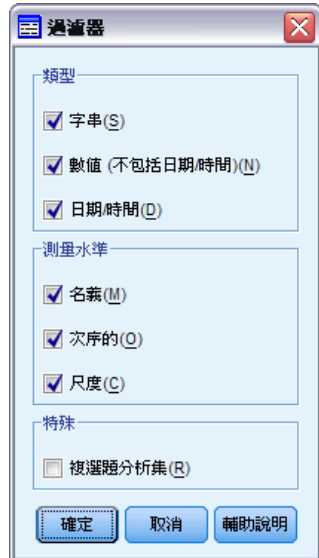 過濾器
類型
字串(S)
數值 (不包括日期/時間)(N)
日期/時間(D)
測量水準
名義(M)
次序的(O)
尺度(C)
特殊
複選題分析集(R)
確定 取消 輔助說明